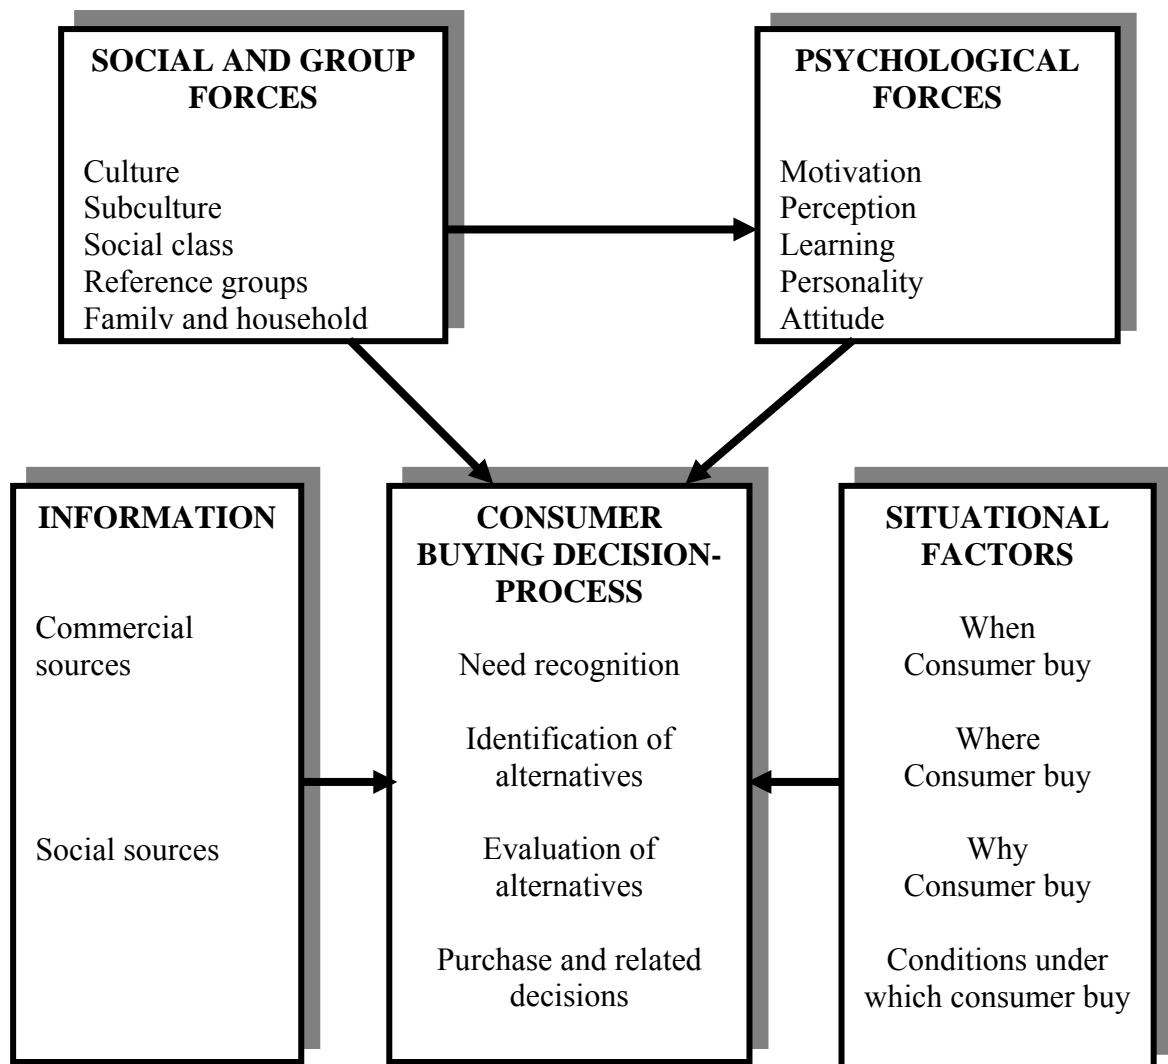 SOCIAL AND GROUP
FORCES
Culture
Subculture
Social class
Reference groups
Family and household
PSYCHOLOGICAL
FORCES
Motivation
Perception
Learning
Personality
Attitude
INFORMATION
Commercial
sources
Social sources
CONSUMER
BUYING DECISION-
PROCESS
Need recognition
Identification of
alternatives
Evaluation of
alternatives
Purchase and related
decisions
SITUATIONAL
FACTORS
When
Consumer buy
Where
Consumer buy
Why
Consumer buy
Conditions under
which consumer buy